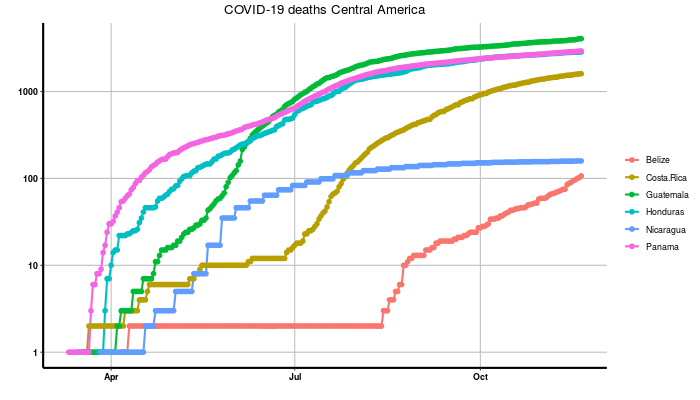 COVID-19 deaths Central America
1000
100
10
1
Apr
Jul
Oct
Belize
Costa.Rica
Guatemala
Honduras
Nicaragua
Panama